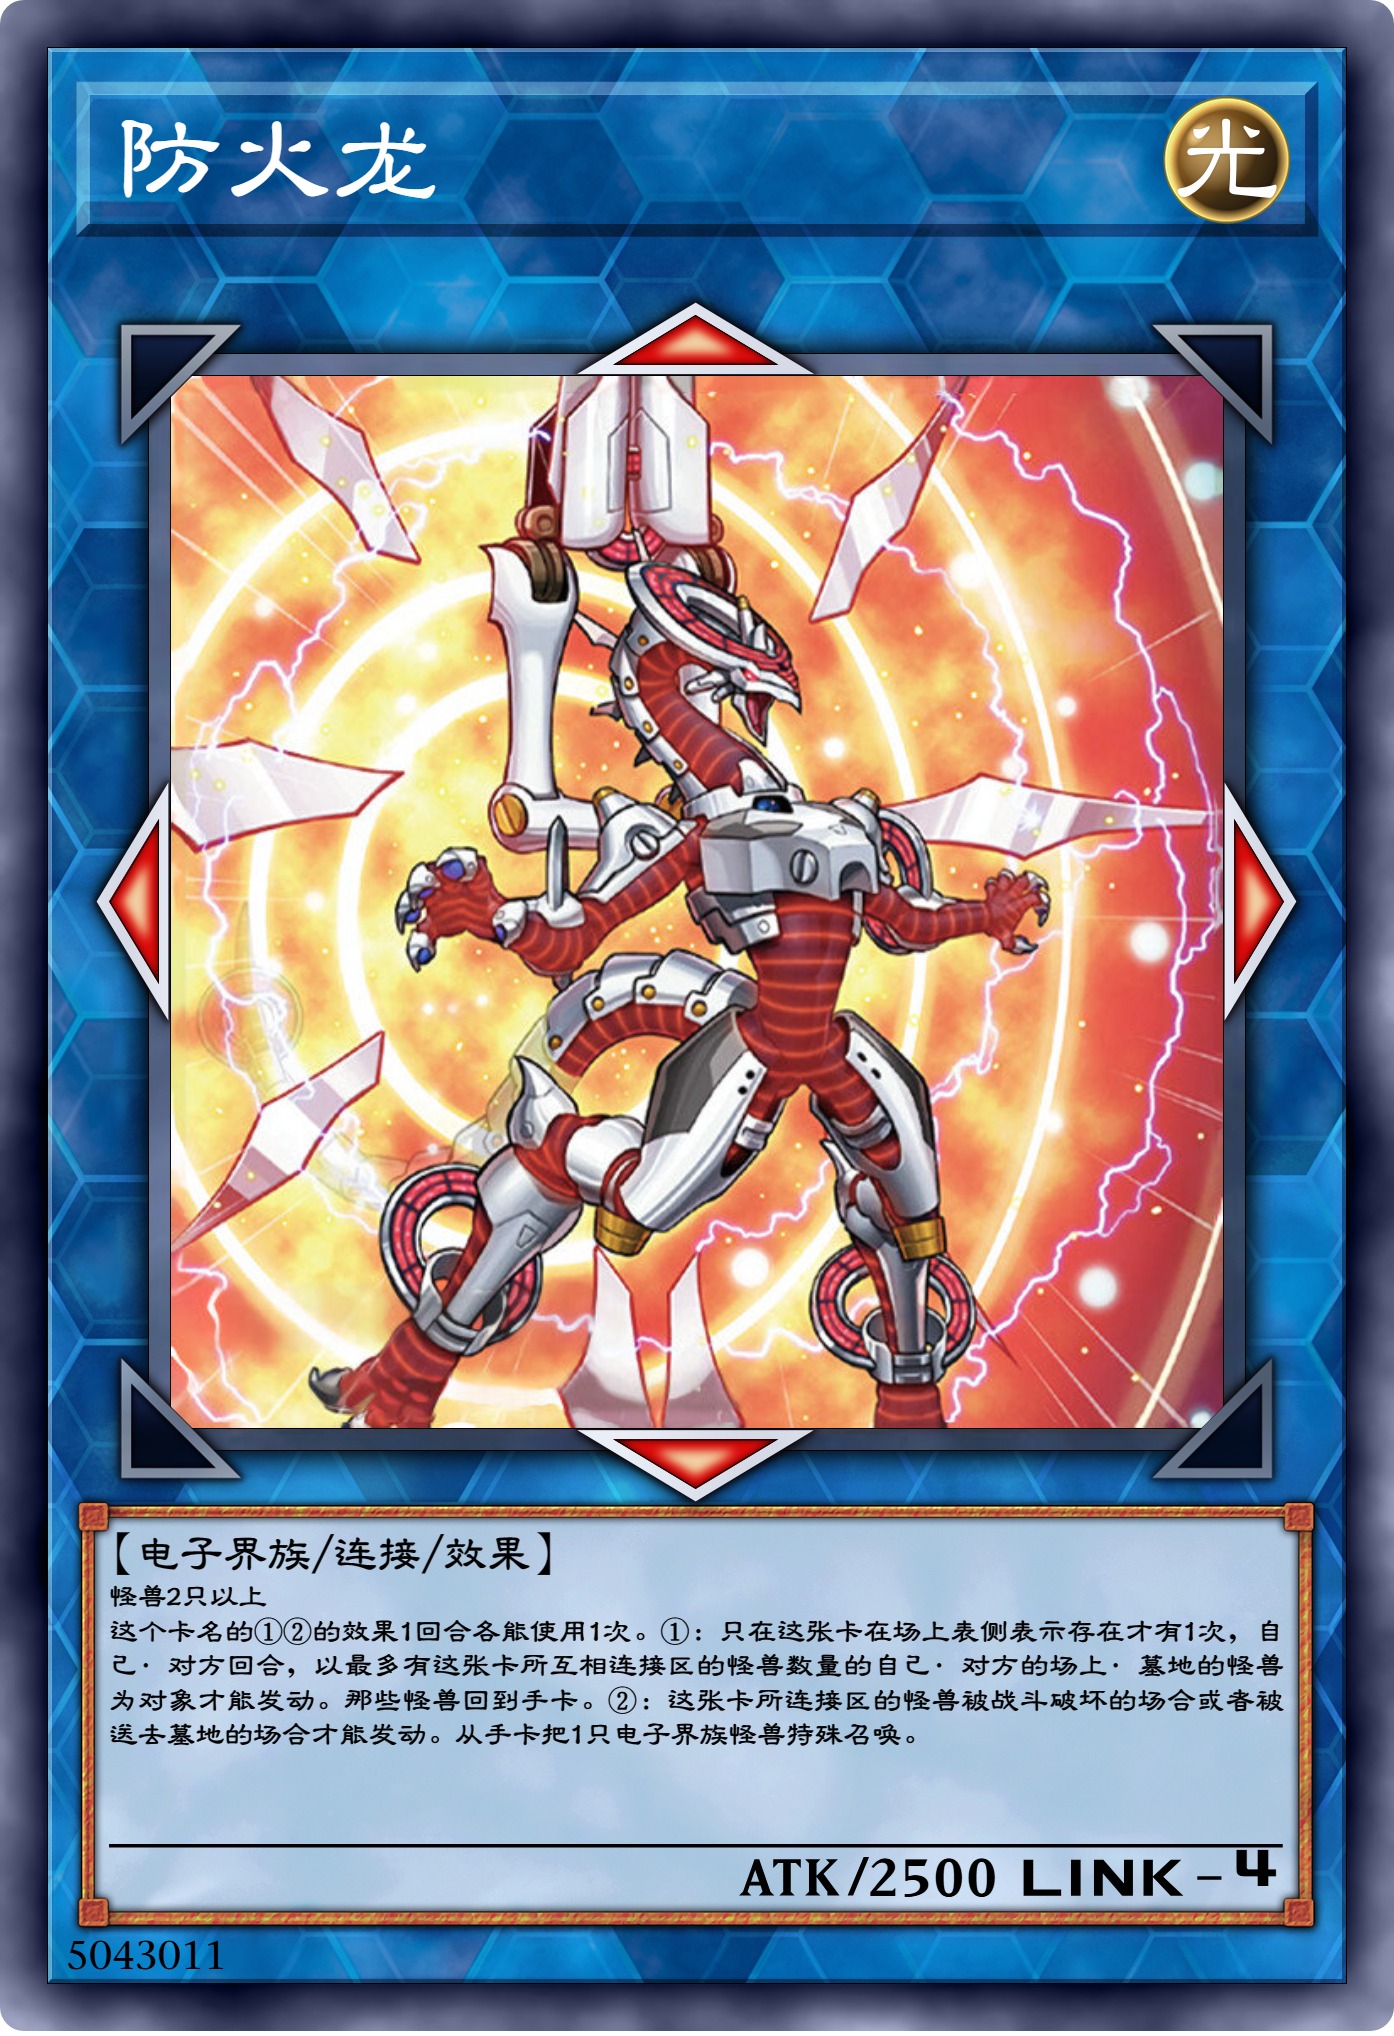 防火龙
光
【电子界族/连接/效果】
怪兽2只以上
这个卡名的①②的效果1回合各能使用1次。①：只在这张卡在场上表侧表示存在才有1次，自
己·对方回合，以最多有这张卡所互相连接区的怪兽数量的自己·对方的场上·墓地的怪兽
为对象才能发动。那些怪兽回到手卡。②：这张卡所连接区的怪兽被战斗破坏的场合或者被
送去墓地的场合才能发动。从手卡把1只电子界族怪兽特殊召唤。
ATK/2500 LINK-4
5043011